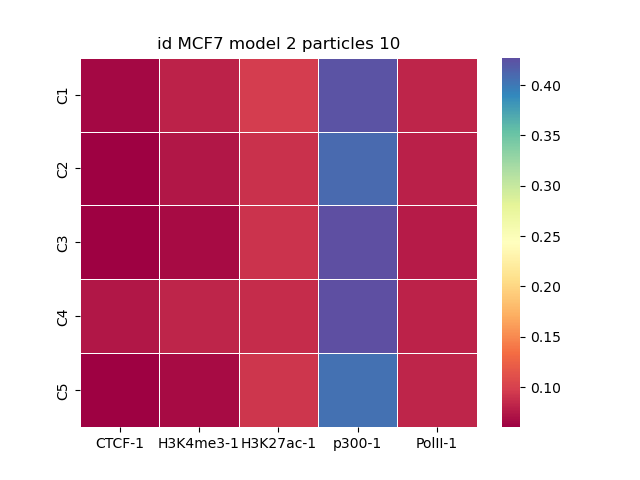 id MCF7 model 2 particles 10
C1
C2
C3
C4
C5
CTCF-1 H3K4me3-1 H3K27ac-1 p300-1 PolII-1
0.40
0.35
0.30
0.25
0.20
0.15
0.10